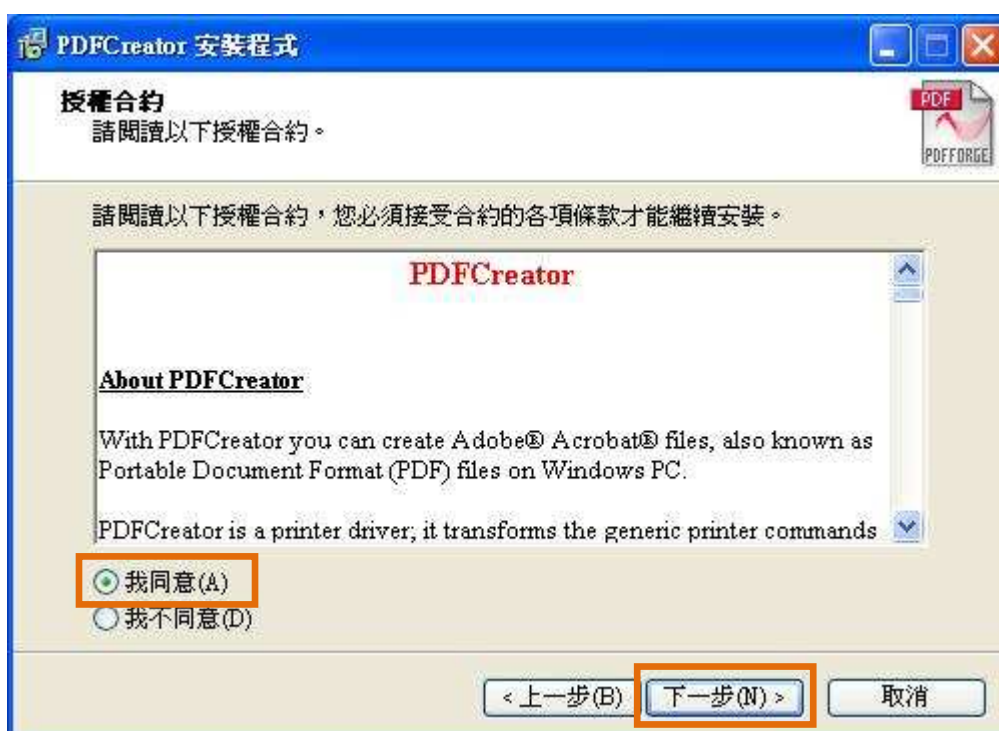 PDFCreator 安裝程式
授權合約
請閱讀以下授權合約。
PDF
PDFFORGE
請閱讀以下授權合約，您必須接受合約的各項條款才能繼續安裝。
PDFCreator
About PDFCreator
With PDFCreator you can create Adobe® Acrobat® files, also known as
Portable Document Format (PDF) files on Windows PC.
PDFCreator is a printer driver; it transforms the generic printer commands
我同意(A)
我不同意(D)
<上一步(B) 下一步(N)> 取消